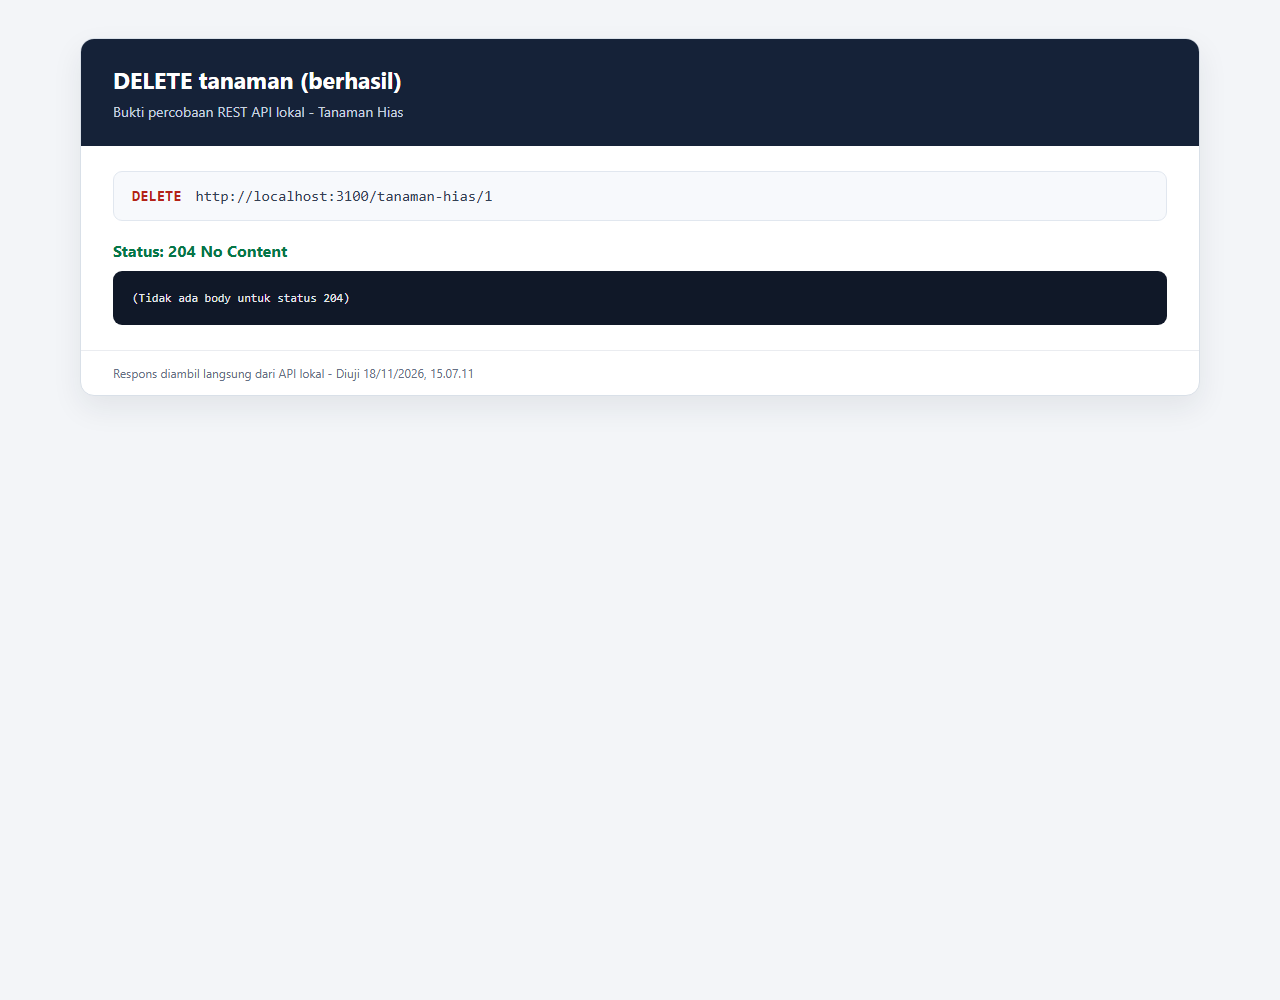 DELETE tanaman (berhasil)
Bukti percobaan REST API lokal - Tanaman Hias
DELETE http://localhost:3100/tanaman-hias/1
Status: 204 No Content
(Tidak ada body untuk status 204)
Respons diambil langsung dari API lokal - Diuji 18/11/2026, 15.07.11